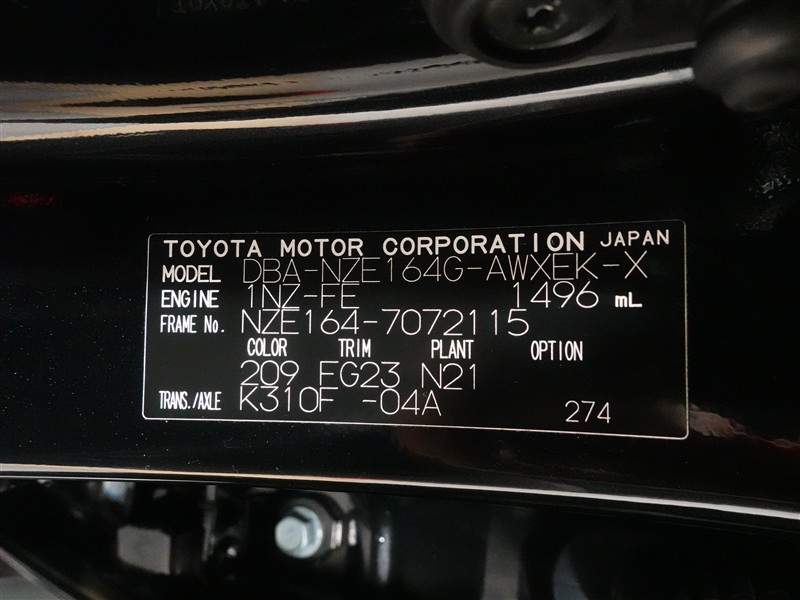 TOYOTA MOTOR CORPORATION JAPAN
MODEL DBA-NZE164G-AWXEK-X
ENGINE 1NZ-FE 1496 mL
FRAME No. NZE164-7072115
COLOR TRIM PLANT OPTION
209 FG23 N21
TRANS./AXLE K310F -04A 274